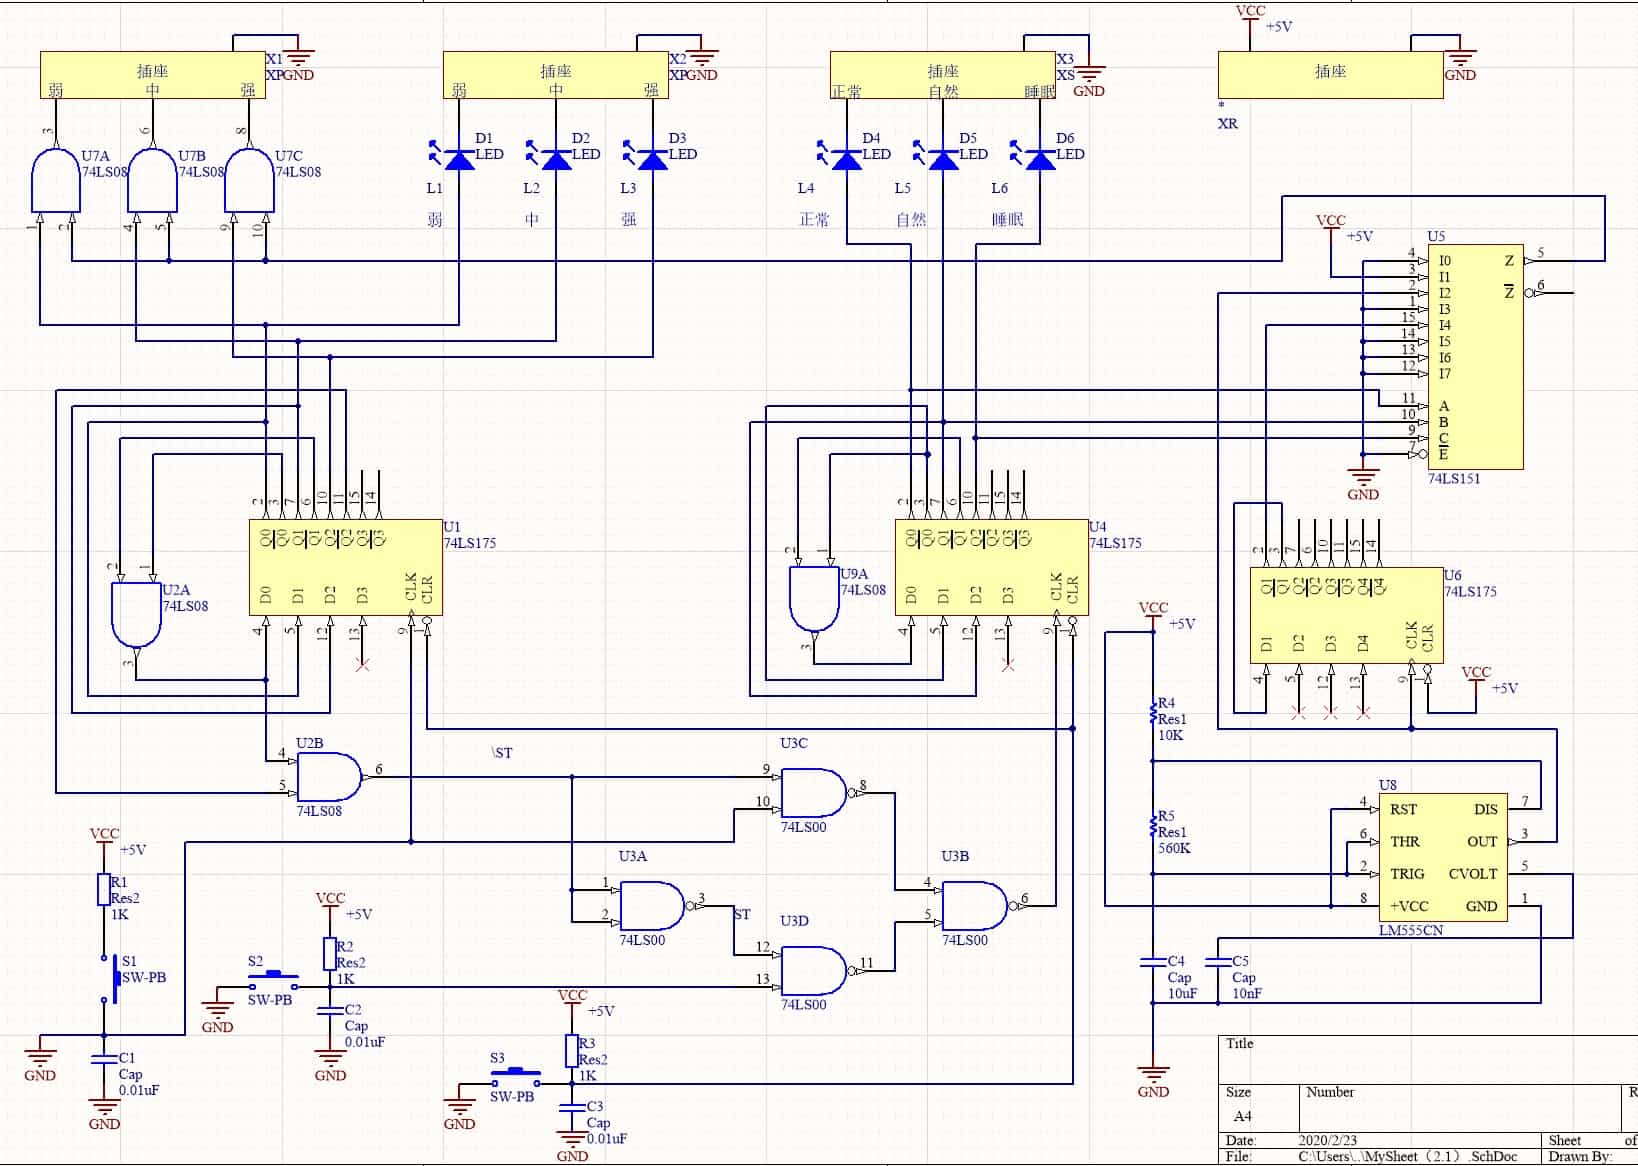 VCC
+5V
插座
弱
中
强
X1
XP
GND
插座
弱
中
强
X2
XP
GND
插座
正常
自然
睡眠
X3
XS
GND
插座
GND
*
XR
3
U7A
74LS08
1
2
6
U7B
74LS08
4
5
8
U7C
74LS08
9
10
D1
LED
L1
弱
D2
LED
L2
中
D3
LED
L3
强
D4
LED
L4
正常
D5
LED
L5
自然
D6
LED
L6
睡眠
VCC
+5V
U5
4 I0
3 I1
2 I2
1 I3
15 I4
14 I5
13 I6
12 I7
11 A
10 B
9 C
7 E
Z 5
Z 6
74LS151
GND
2 3 7 6 10 11 15 14
Q0 Q0 Q1 Q1 Q2 Q2 Q3 Q3
U1
74LS175
D0 D1 D2 D3 CLK CLR
4 5 12 13 9 1
2 1
U2A
74LS08
3
2 3 7 6 10 11 15 14
Q0 Q0 Q1 Q1 Q2 Q2 Q3 Q3
U4
74LS175
D0 D1 D2 D3 CLK CLR
4 5 12 13 9 1
2 1
U9A
74LS08
3
2 3 7 6 10 11 15 14
Q1 Q1 Q2 Q2 Q3 Q3 Q4 Q4
U6
74LS175
D1 D2 D3 D4 CLK CLR
4 5 12 13 9 1
VCC
+5V
VCC
+5V
R4
Res1
10K
R5
Res1
560K
U2B
4
5
6
74LS08
\ST
U3C
9
10
8
74LS00
U3A
1
2
3
74LS00
ST
U3D
12
13
11
74LS00
U3B
4
5
6
74LS00
U8
4 RST DIS 7
6 THR OUT 3
2 TRIG CVOLT 5
8 +VCC GND 1
LM555CN
C4
Cap
10uF
C5
Cap
10nF
GND
VCC
+5V
R1
Res2
1K
S1
SW-PB
GND
C1
Cap
0.01uF
GND
VCC
+5V
R2
Res2
1K
S2
SW-PB
GND
C2
Cap
0.01uF
GND
VCC
+5V
R3
Res2
1K
S3
SW-PB
GND
C3
Cap
0.01uF
GND
Title
Size Number R
A4
Date: 2020/2/23 Sheet of
File: C:\Users\..\MySheet（2.1）.SchDoc Drawn By: